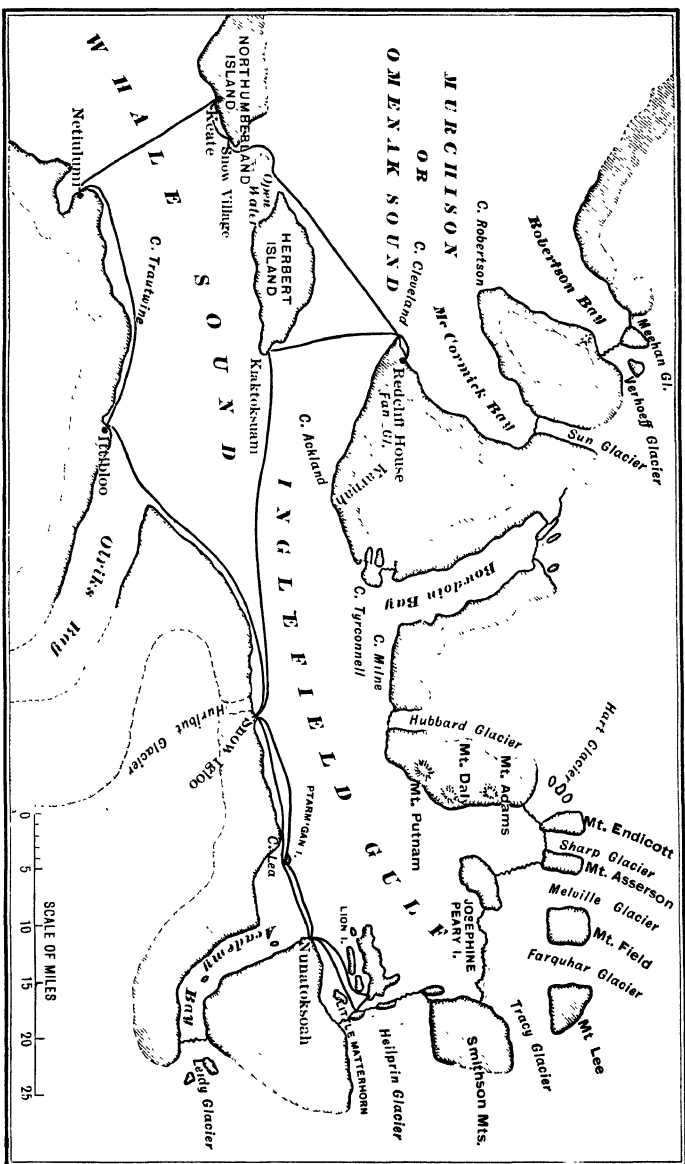 WHALE SOUND
NORTHUMBERLAND
ISLAND
Keate
Snow Village
Netiulumi
Open
Water
HERBERT
ISLAND
MURCHISON
OR
OMENAK SOUND
C. Cleveland
C. Robertson
Robertson Bay
Meehan Gl.
Verhoeff Glacier
McCormick Bay
Sun Glacier
Redcliff House
Fan Gl.
Karnah
Kiaktoksuami
C. Ackland
C. Trautwine
Ittibloo
Olriks Bay
INGLEFIELD GULF
Bowdoin Bay
C. Tyrconnell
C. Milne
Hubbard Glacier
Hurlbut Glacier
Snow Igloo
Hart Glacier
Mt. Adams
Mt. Dall
Mt. Putnam
Mt. Endicott
Sharp Glacier
Mt. Asserson
Melville Glacier
Mt. Field
Farquhar Glacier
Mt Lee
JOSEPHINE
PEARY I.
Tracy Glacier
Smithson Mts.
PTARMIGAN I.
C. Lea
LION I.
Nunatoksoah
LITTLE MATTERHORN
Heilprin Glacier
Academy
Bay
Leidy Glacier
0 5 10 15 20 25
SCALE OF MILES